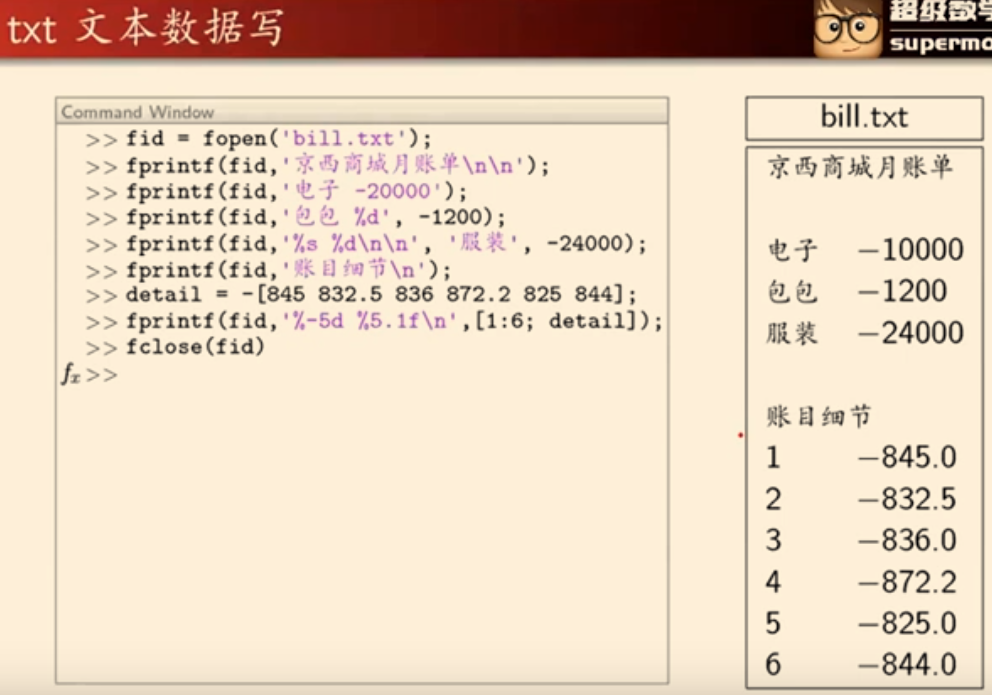 txt 文本数据写
超级数学
supermo
Command Window
>> fid = fopen('bill.txt');
>> fprintf(fid,'京西商城月账单\n\n');
>> fprintf(fid,'电子 -20000');
>> fprintf(fid,'包包 %d', -1200);
>> fprintf(fid,'%s %d\n\n', '服装', -24000);
>> fprintf(fid,'账目细节\n');
>> detail = -[845 832.5 836 872.2 825 844];
>> fprintf(fid,'%-5d %5.1f\n',[1:6; detail]);
>> fclose(fid)
fx >>
bill.txt
京西商城月账单
电子 −10000
包包 −1200
服装 −24000
账目细节
1 −845.0
2 −832.5
3 −836.0
4 −872.2
5 −825.0
6 −844.0